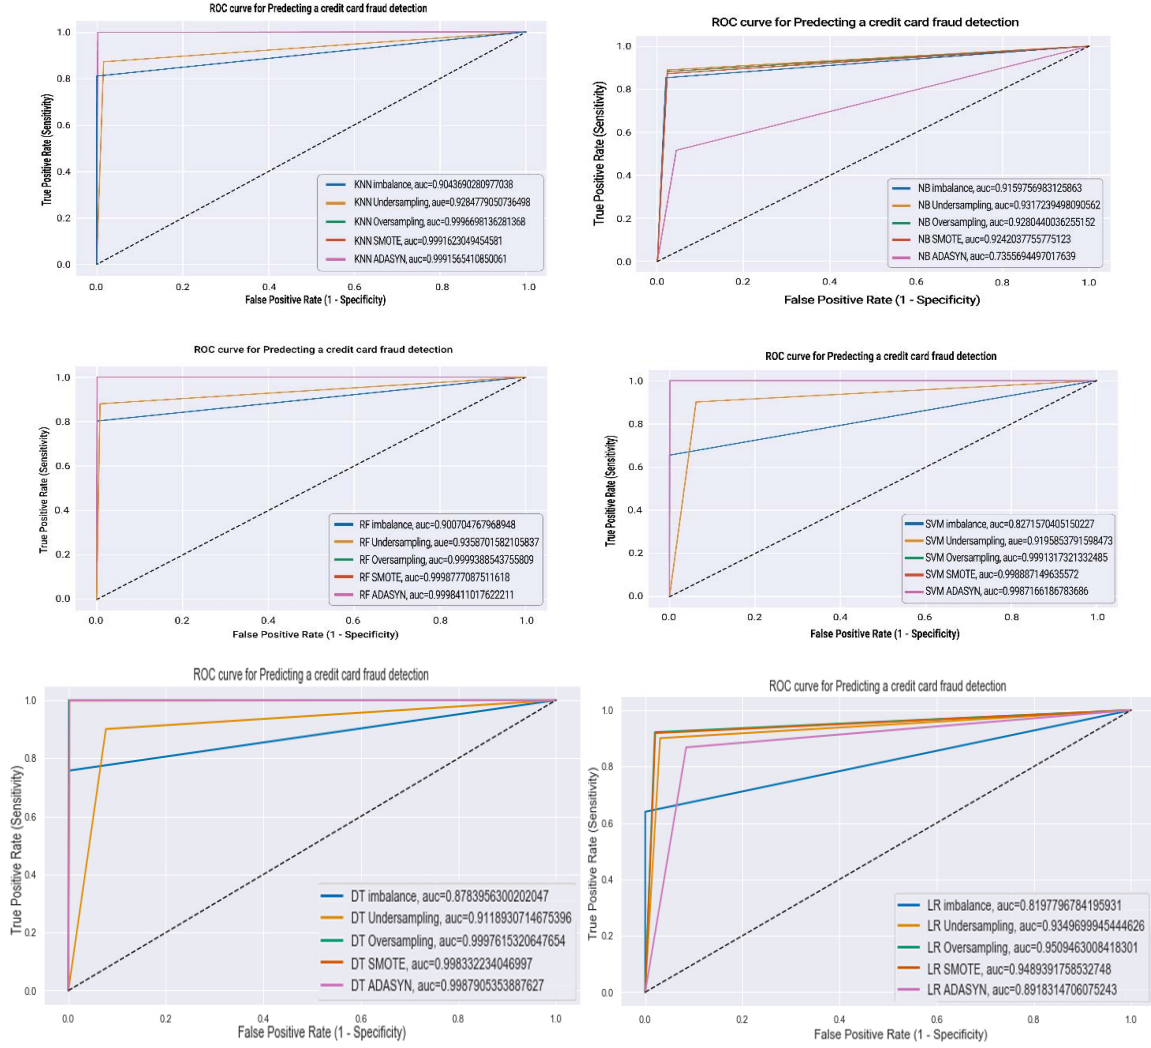 ROC curve for Predecting a credit card fraud detection
True Positive Rate (Sensitivity)
1.0
0.8
0.6
0.4
0.2
0.0
KNN imbalance, auc=0.9043690280977038
KNN Undersampling, aue=0.9284779050736498
KNN Oversampling, auc=0.9996698136281368
KNN SMOTE, auc=0.9991623049454581
KNN ADASYN, auc=0.9991565410850061
0.0 0.2 0.4 0.6 0.8 1.0
False Positive Rate (1 - Specificity)
ROC curve for Predecting a credit card fraud detection
True Positive Rate (Sensitivity)
1.0
0.8
0.6
0.4
0.2
0.0
NB imbalance, auc=0.9159756983125863
NB Undersampling, auc=0.9317239498090562
NB Oversampling, auc=0.9280440036255152
NB SMOTE, auc=0.9242037755775123
NB ADASYN, auc=0.7355694497017639
0.0 0.2 0.4 0.6 0.8 1.0
False Positive Rate (1 - Specificity)
ROC curve for Predecting a credit card fraud detection
True Positive Rate (Sensitivity)
1.0
0.8
0.6
0.4
0.2
0.0
RF imbalance, auc=0.900704767968948
RF Undersampling, aue=0.9358701582105837
RF Oversampling, auc=0.9999388543755809
RF SMOTE, auc=0.9998777087511618
RF ADASYN, auc=0.9998411017622211
0.0 0.2 0.4 0.6 0.8 1.0
False Positive Rate (1 - Specificity)
ROC curve for Predecting a credit card fraud detection
True Positive Rate (Sensitivity)
1.0
0.8
0.6
0.4
0.2
0.0
SVM imbalance, auc=0.8271570405150227
SVM Undersampling, aue=0.9195853791598473
SVM Oversampling, auc=0.9991317321332485
SVM SMOTE, auc=0.998887149635572
SVM ADASYN, auc=0.9987166186783686
0.0 0.2 0.4 0.6 0.8 1.0
False Positive Rate (1 - Specificity)
ROC curve for Predicting a credit card fraud detection
True Positive Rate (Sensitivity)
1.0
0.8
0.6
0.4
0.2
0.0
DT imbalance, auc=0.8783956300202047
DT Undersampling, auc=0.9118930714675396
DT Oversampling, auc=0.9997615320647654
DT SMOTE, auc=0.998332234046997
DT ADASYN, auc=0.9987905353887627
0.0 0.2 0.4 0.6 0.8 1.0
False Positive Rate (1 - Specificity)
ROC curve for Predicting a credit card fraud detection
True Positive Rate (Sensitivity)
1.0
0.8
0.6
0.4
0.2
0.0
LR imbalance, auc=0.8197796784195931
LR Undersampling, auc=0.9349699945444626
LR Oversampling, auc=0.9509463008418301
LR SMOTE, auc=0.9489391758532748
LR ADASYN, auc=0.8918314706075243
0.0 0.2 0.4 0.6 0.8 1.0
False Positive Rate (1 - Specificity)